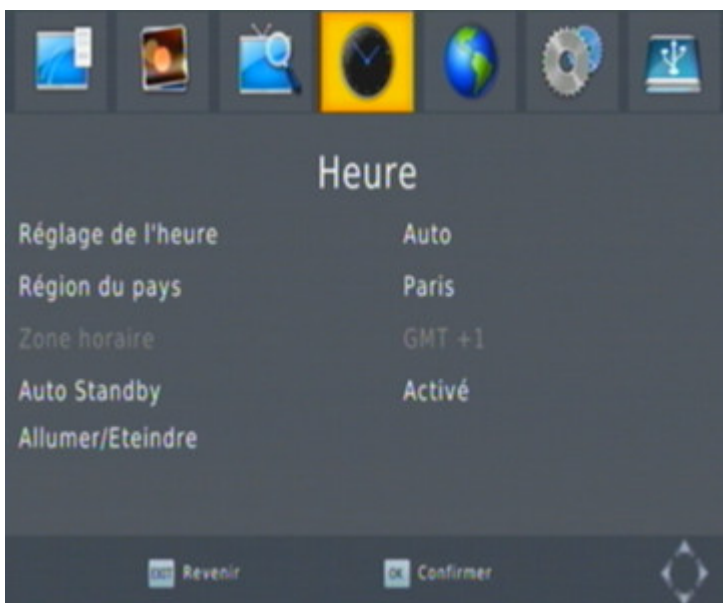 Heure
Réglage de l'heure Auto
Région du pays Paris
Zone horaire GMT +1
Auto Standby Activé
Allumer/Eteindre
EXIT Revenir OK Confirmer